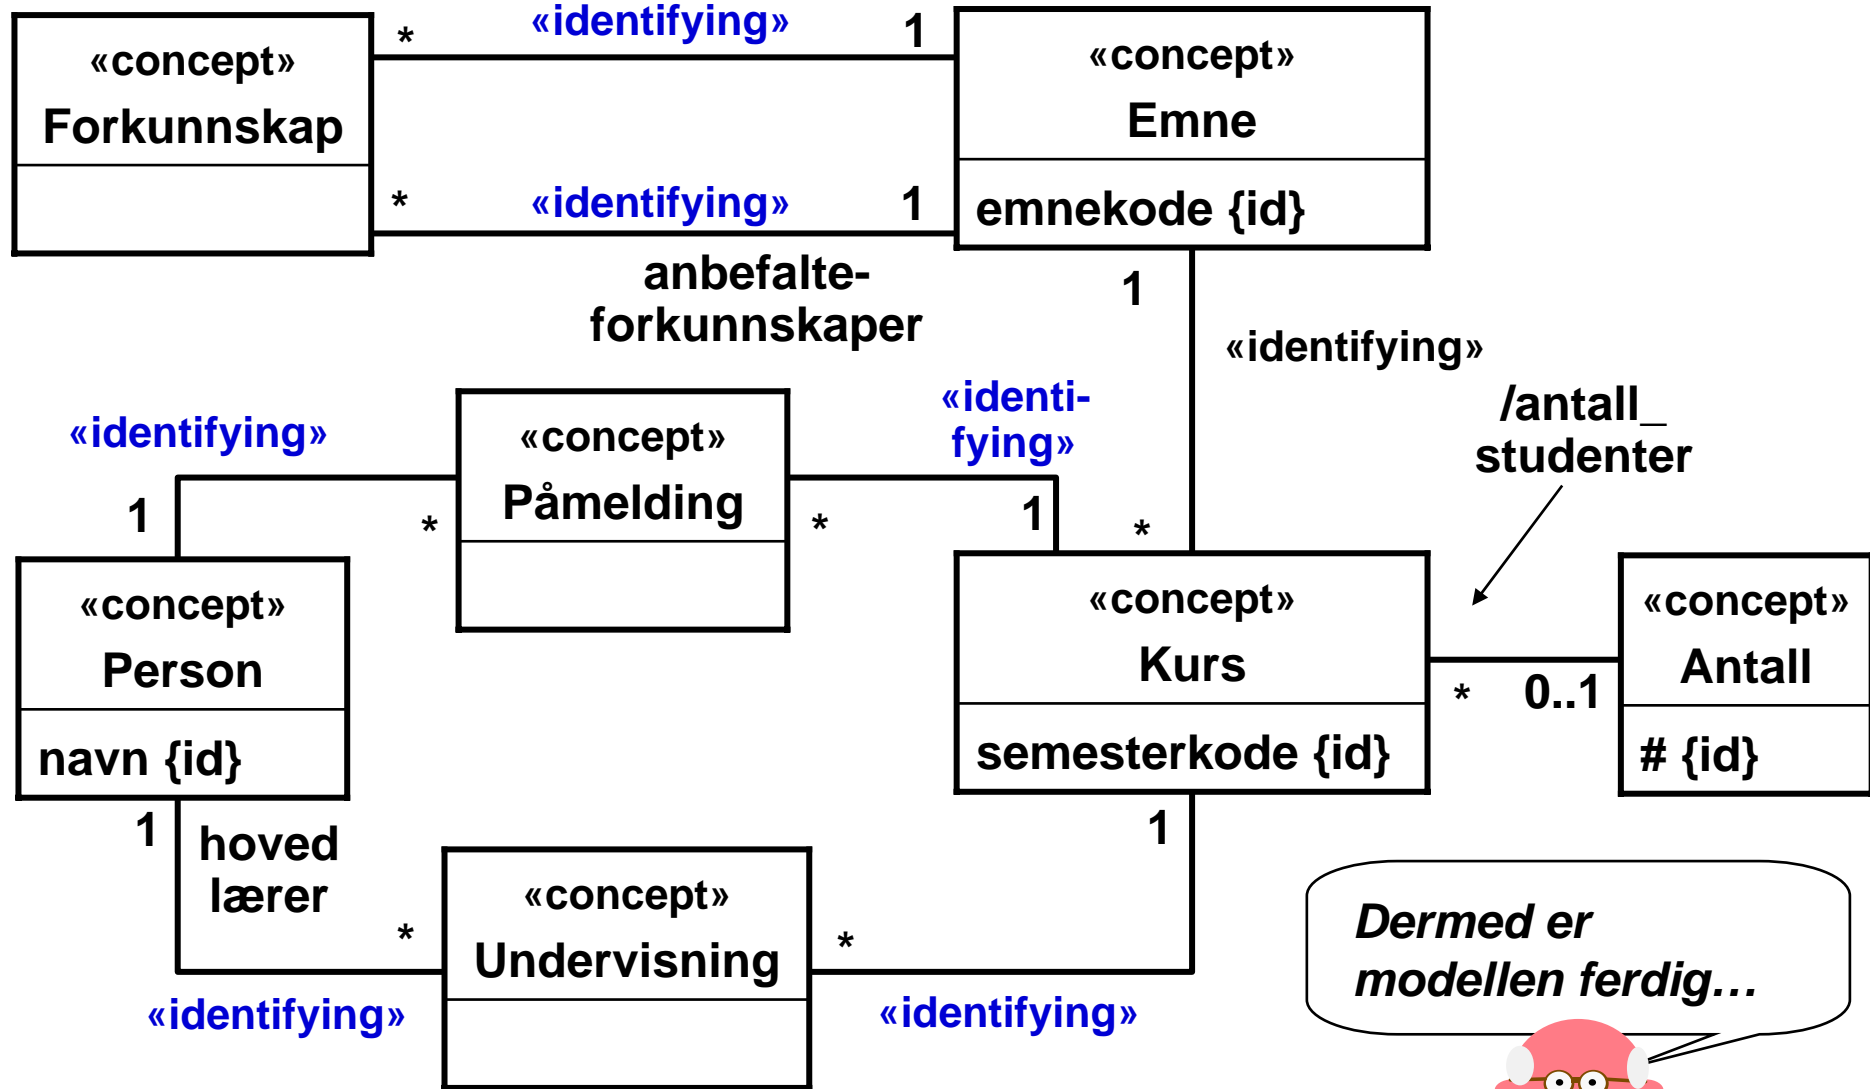 «concept»
Forkunnskap
*
«identifying»
1
*
«identifying»
1
anbefalte-
forkunnskaper
«concept»
Emne
emnekode {id}
1
«identifying»
*
/antall_
studenter
«identifying»
1
*
«concept»
Påmelding
«identi-
fying»
*
1
«concept»
Person
navn {id}
«concept»
Kurs
semesterkode {id}
*
0..1
«concept»
Antall
# {id}
1
hoved
lærer
*
«identifying»
«concept»
Undervisning
*
«identifying»
1
Dermed er
modellen ferdig...